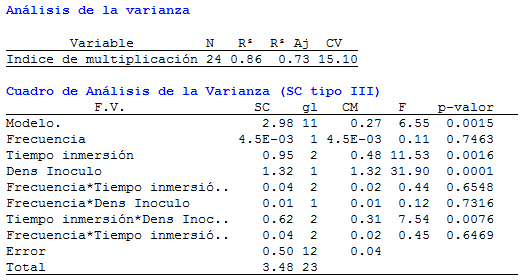 Análisis de la varianza
Variable N R² R² Aj CV
Indice de multiplicación 24 0.86 0.73 15.10
Cuadro de Análisis de la Varianza (SC tipo III)
F.V. SC gl CM F p-valor
Modelo. 2.98 11 0.27 6.55 0.0015
Frecuencia 4.5E-03 1 4.5E-03 0.11 0.7463
Tiempo inmersión 0.95 2 0.48 11.53 0.0016
Dens Inoculo 1.32 1 1.32 31.90 0.0001
Frecuencia*Tiempo inmersió.. 0.04 2 0.02 0.44 0.6548
Frecuencia*Dens Inoculo 0.01 1 0.01 0.12 0.7316
Tiempo inmersión*Dens Inoc.. 0.62 2 0.31 7.54 0.0076
Frecuencia*Tiempo inmersió.. 0.04 2 0.02 0.45 0.6469
Error 0.50 12 0.04
Total 3.48 23